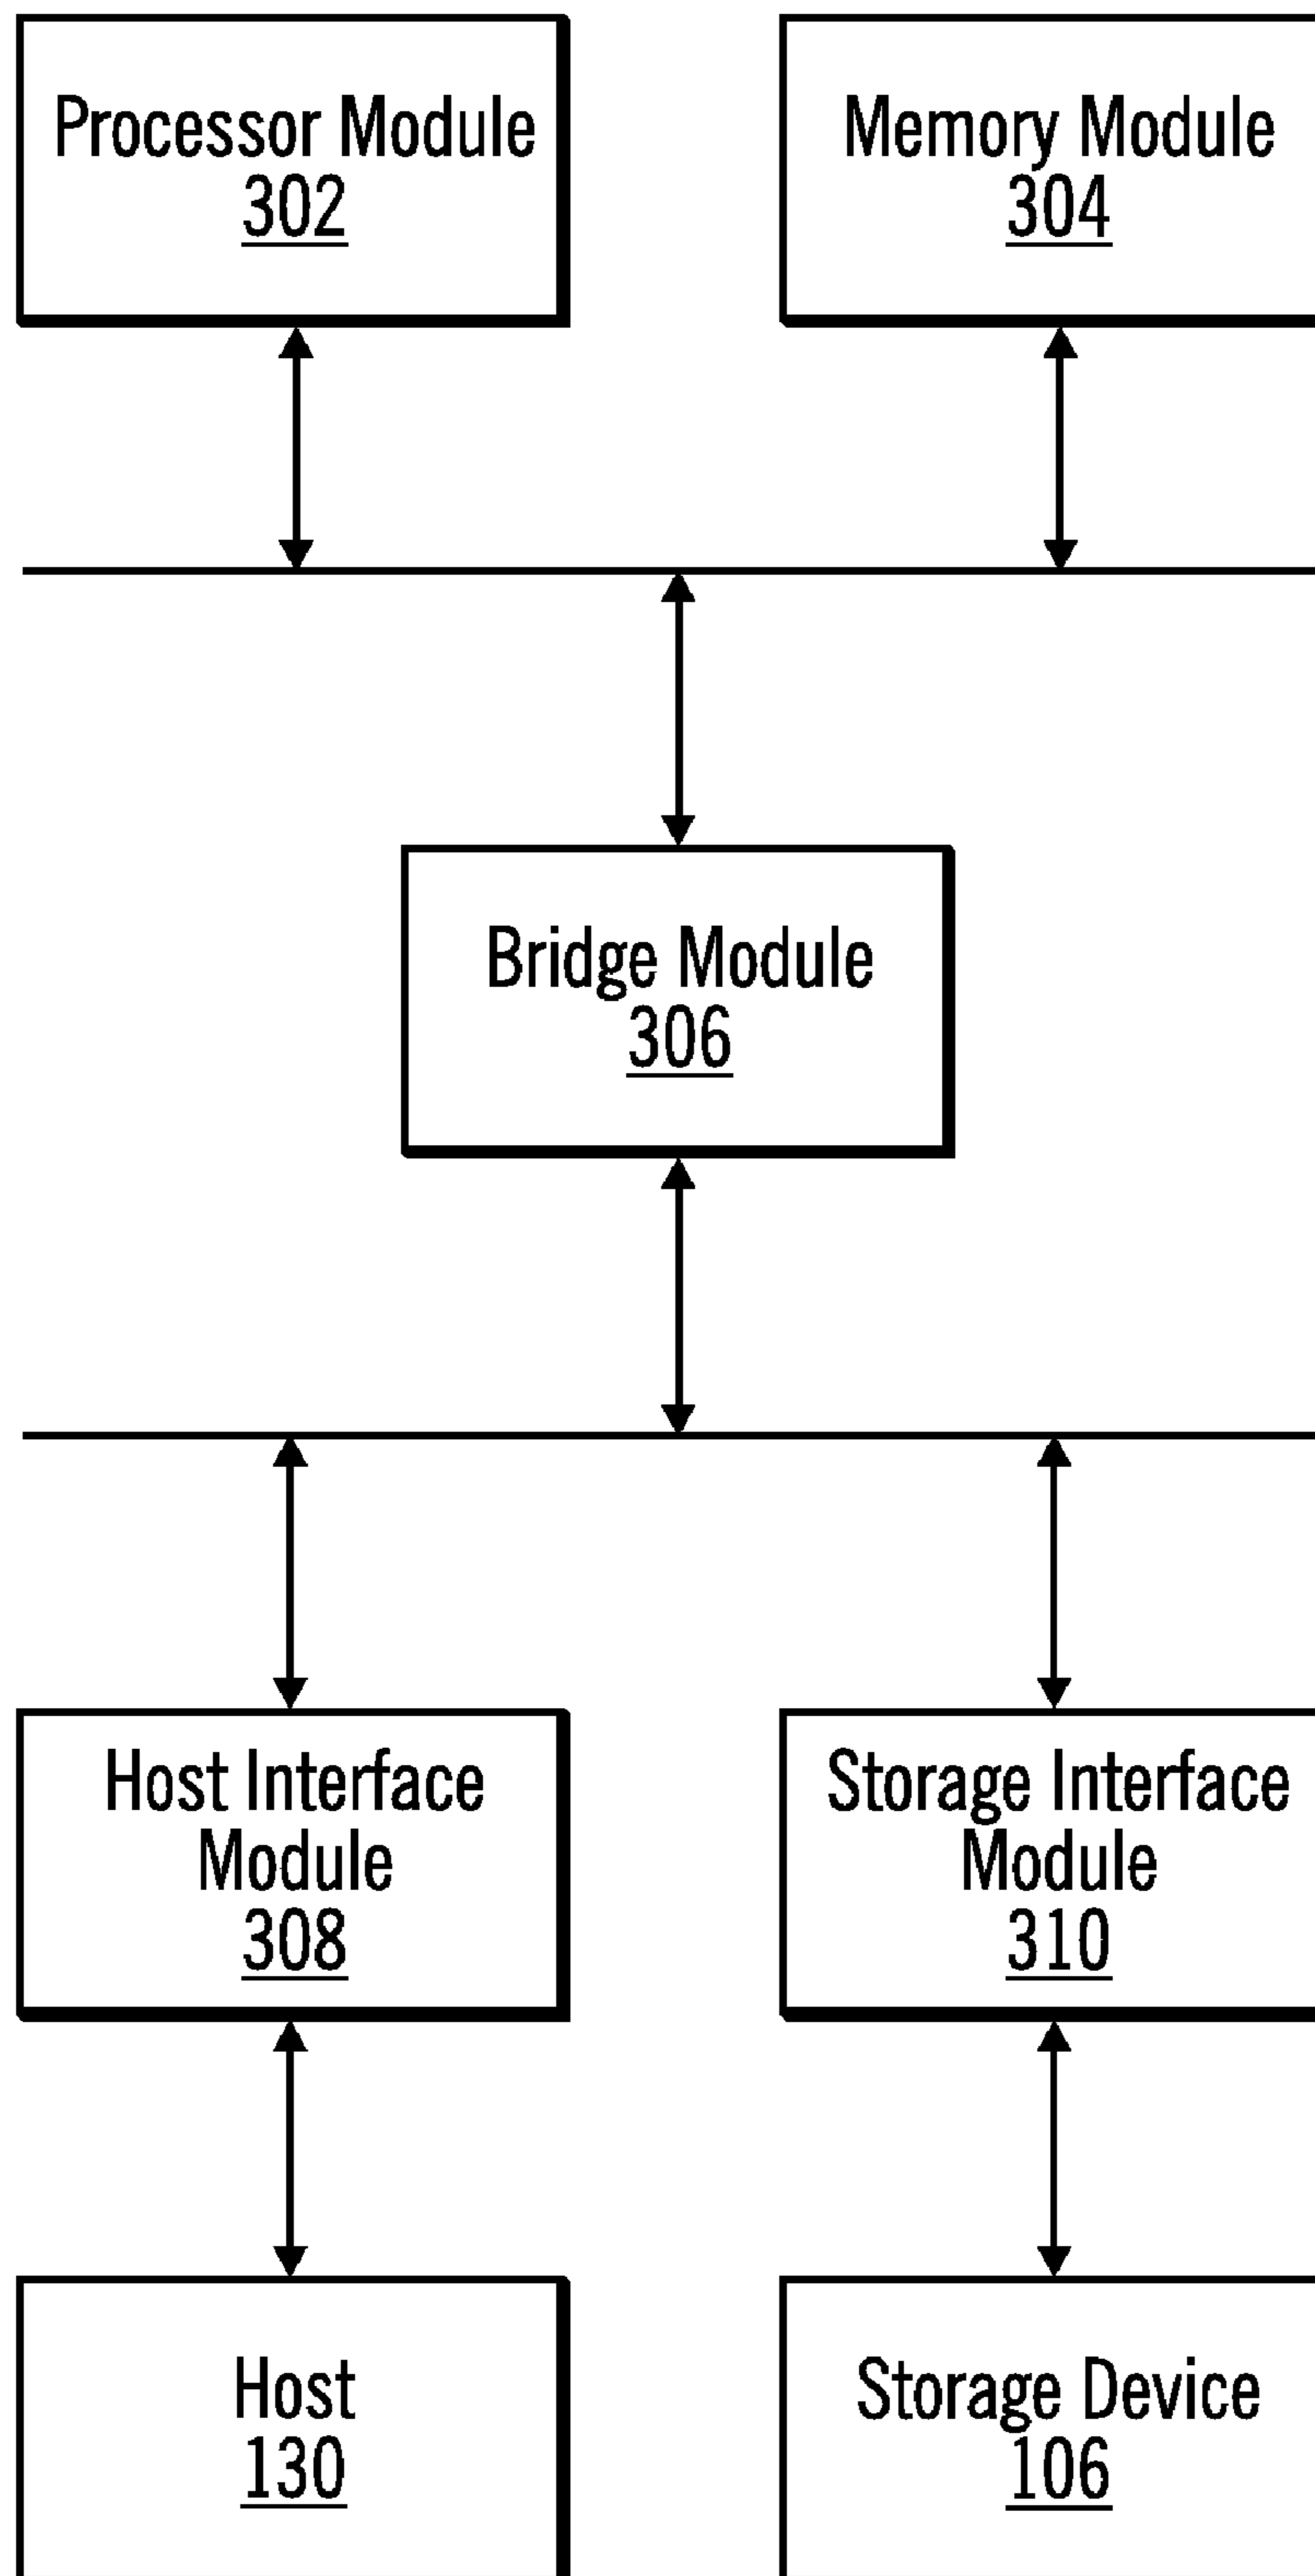 Processor Module
302
Memory Module
304
Bridge Module
306
Host Interface
Module
308
Storage Interface
Module
310
Host
130
Storage Device
106